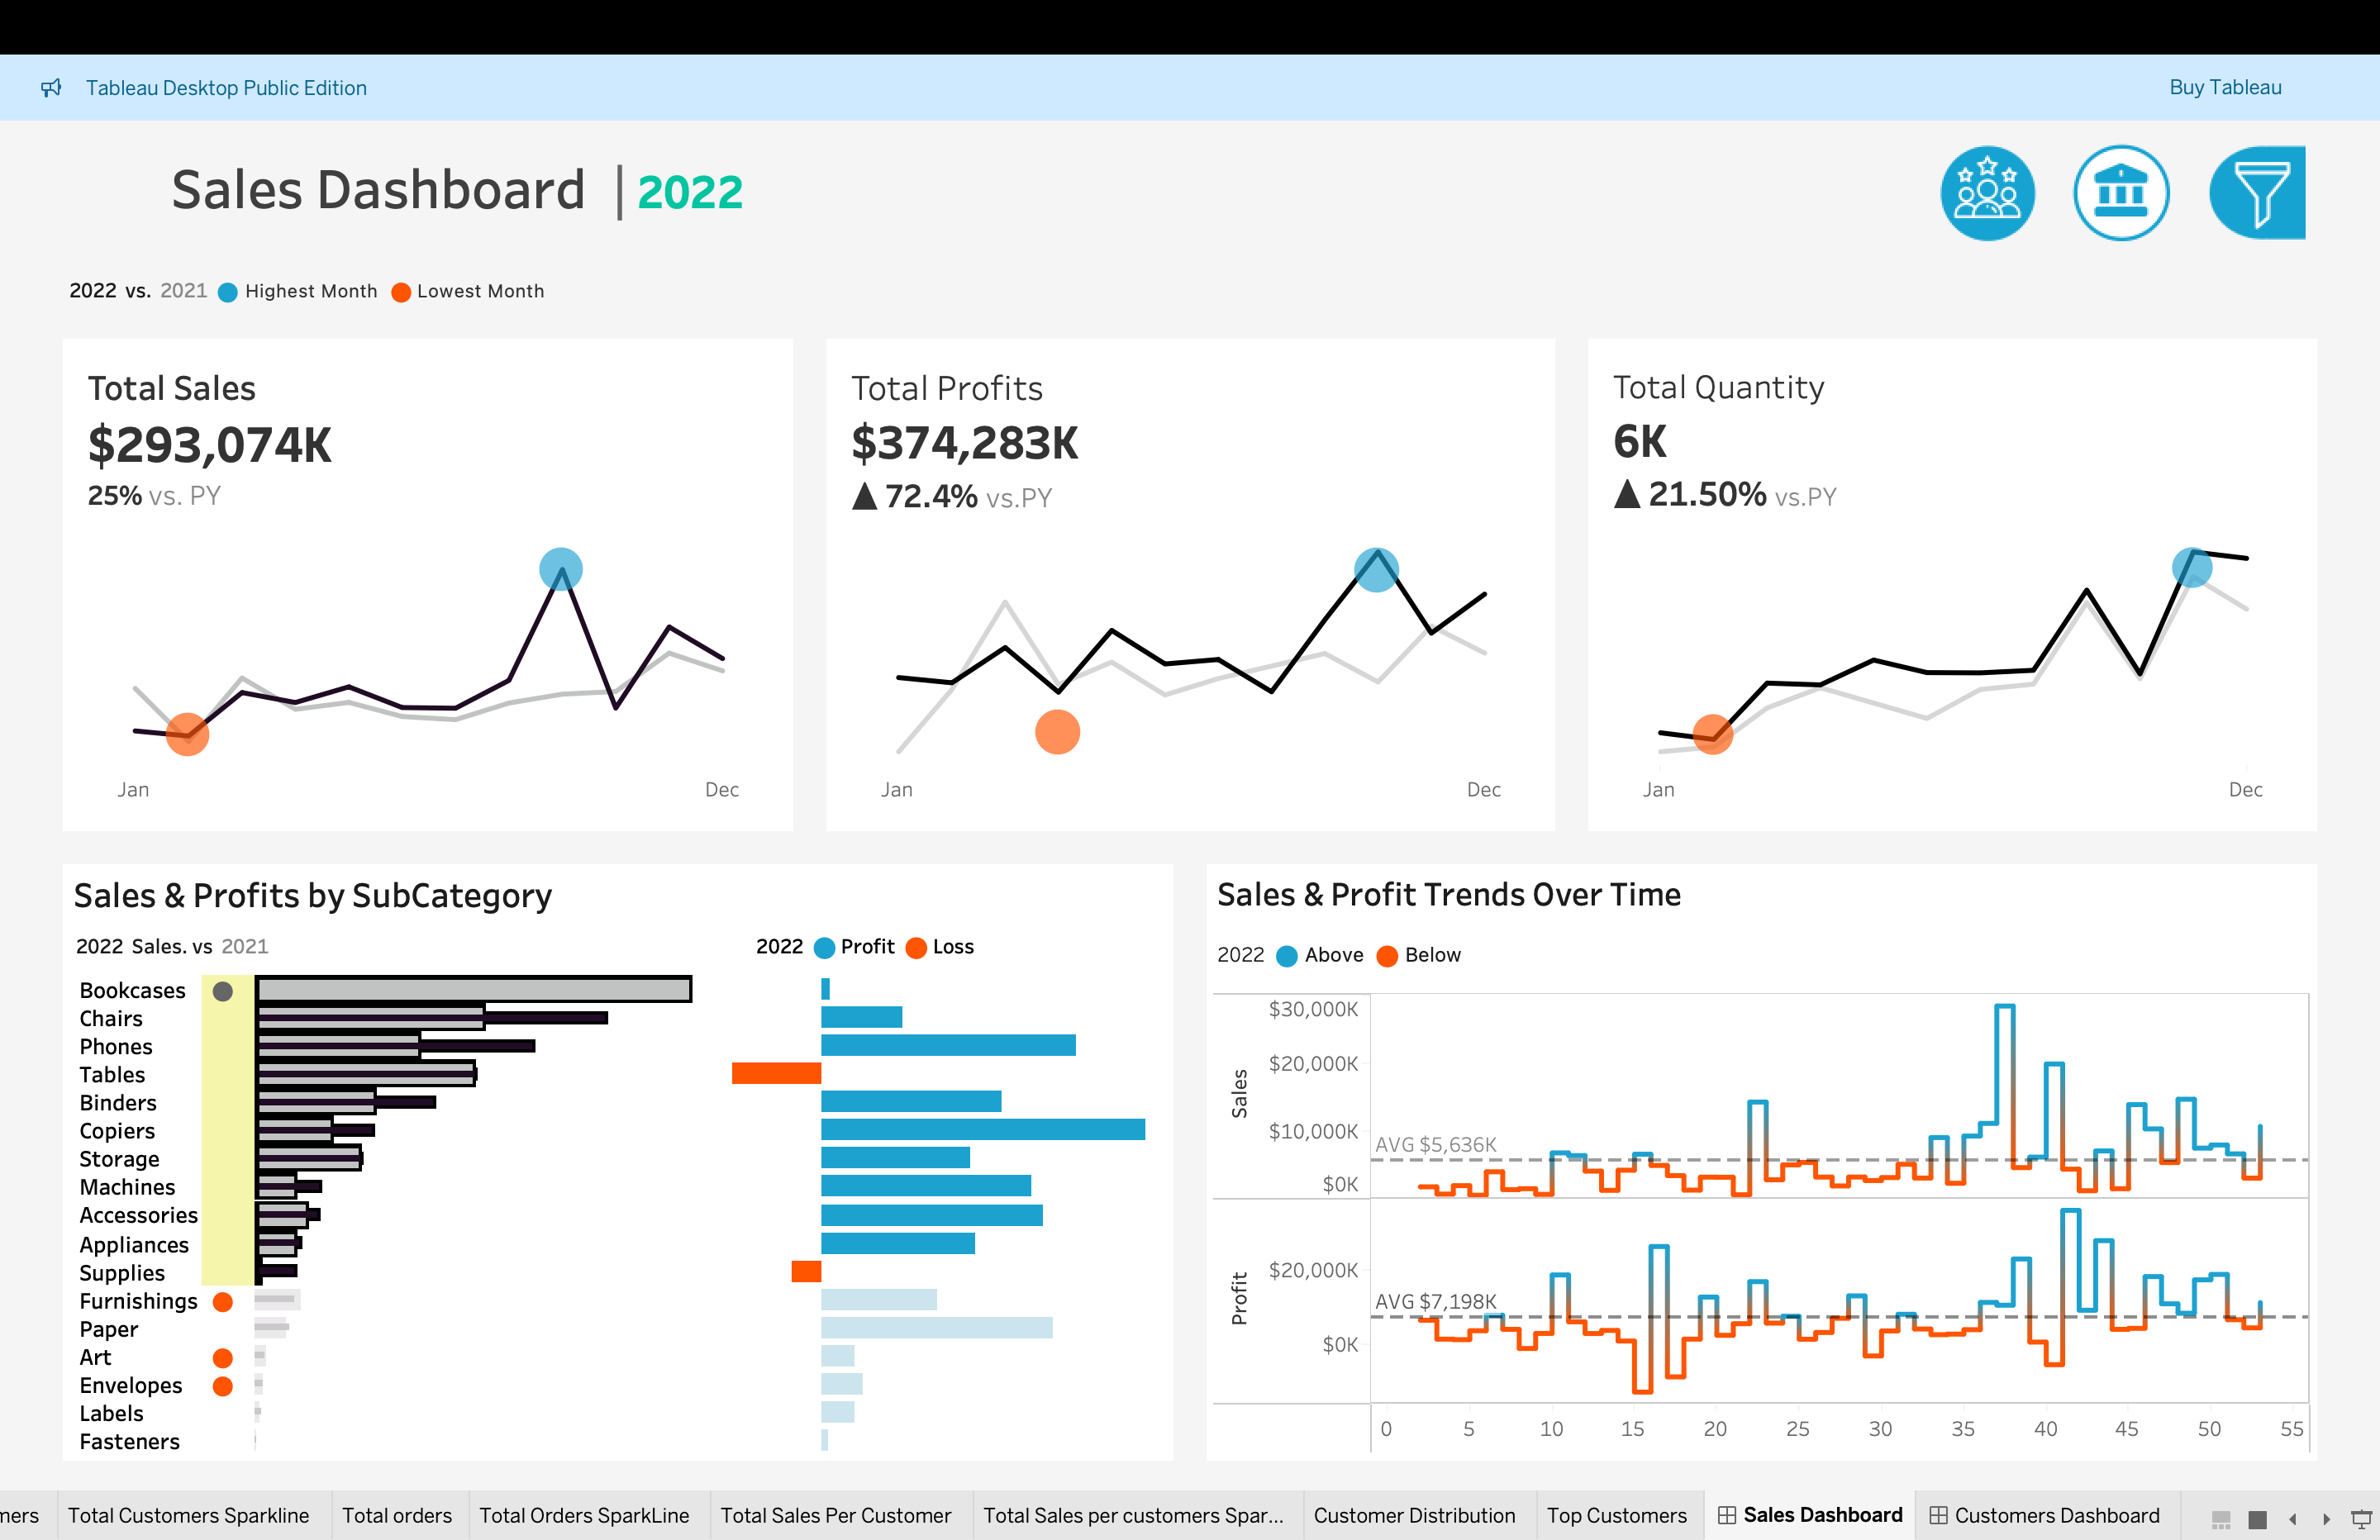 Tableau Desktop Public Edition
Buy Tableau
Sales Dashboard | 2022
2022 vs. 2021 Highest Month Lowest Month
Total Sales
$293,074K
25% vs. PY
Jan Dec
Total Profits
$374,283K
▲ 72.4% vs.PY
Jan Dec
Total Quantity
6K
▲ 21.50% vs.PY
Jan Dec
Sales & Profits by SubCategory
2022 Sales. vs 2021
2022 Profit Loss
Bookcases
Chairs
Phones
Tables
Binders
Copiers
Storage
Machines
Accessories
Appliances
Supplies
Furnishings
Paper
Art
Envelopes
Labels
Fasteners
Sales & Profit Trends Over Time
2022 Above Below
Sales
$30,000K
$20,000K
$10,000K
$0K
AVG $5,636K
Profit
$20,000K
$0K
AVG $7,198K
0 5 10 15 20 25 30 35 40 45 50 55
mers Total Customers Sparkline Total orders Total Orders SparkLine Total Sales Per Customer Total Sales per customers Spar... Customer Distribution Top Customers Sales Dashboard Customers Dashboard